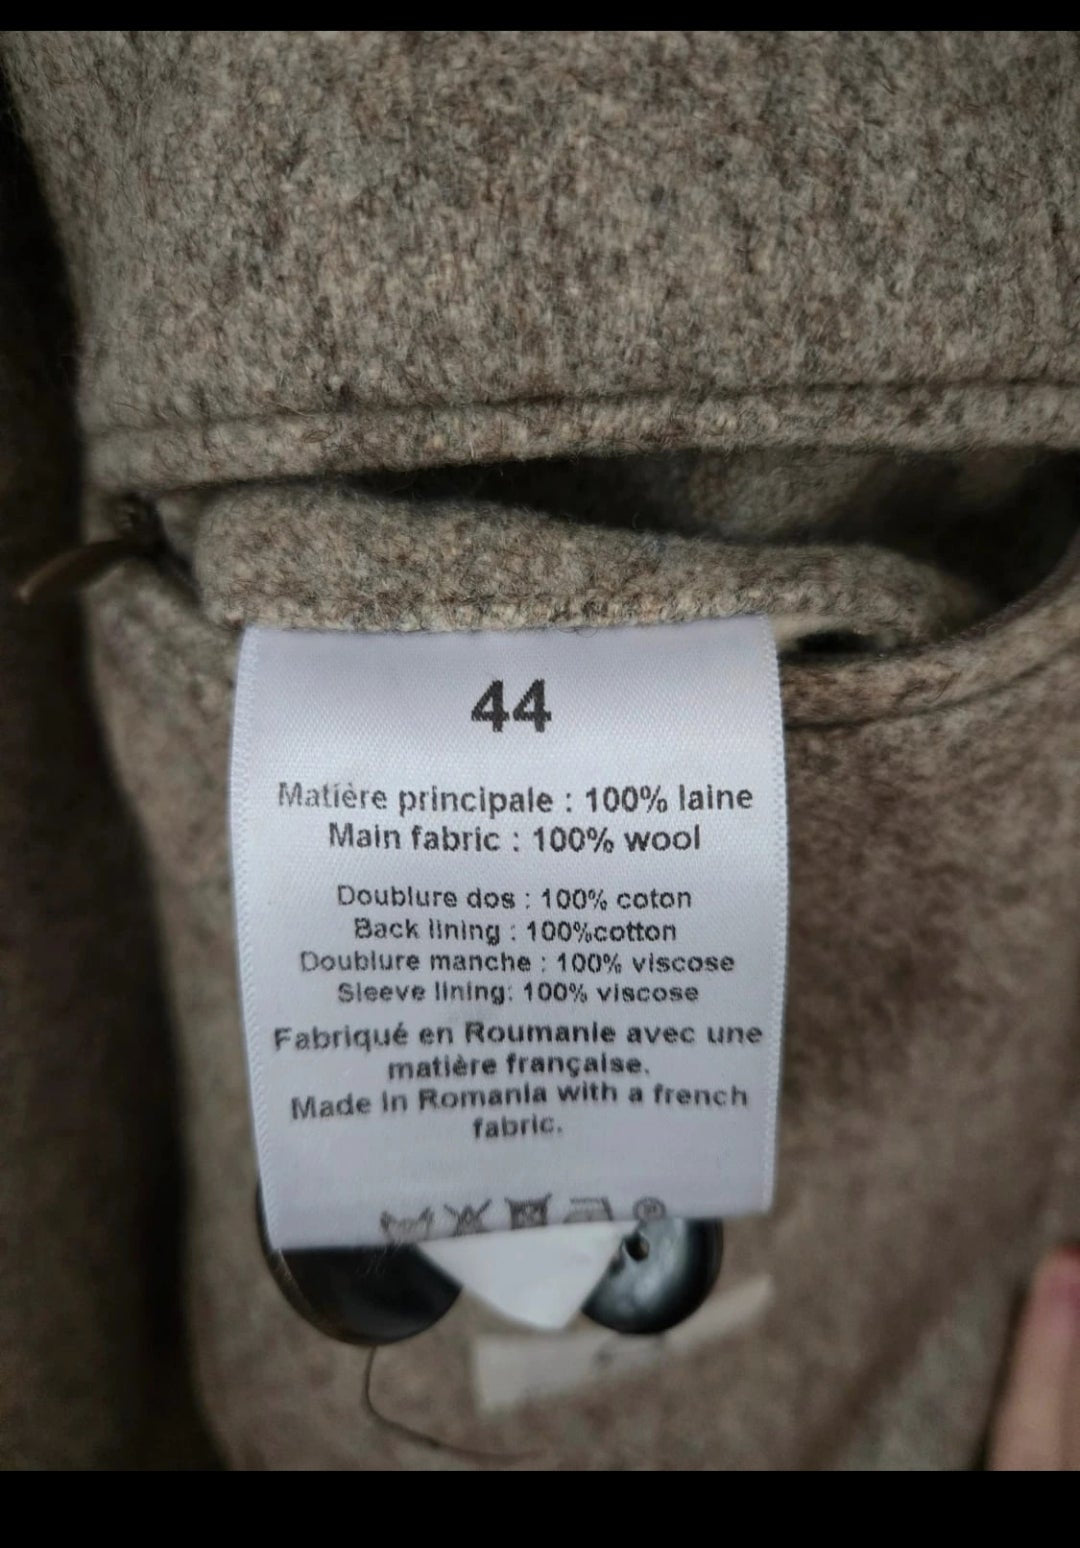 44
Matière principale : 100% laine
Main fabric : 100% wool
Doublure dos : 100% coton
Back lining : 100%cotton
Doublure manche : 100% viscose
Sleeve lining: 100% viscose
Fabriqué en Roumanie avec une
matière française.
Made in Romania with a french
fabric.